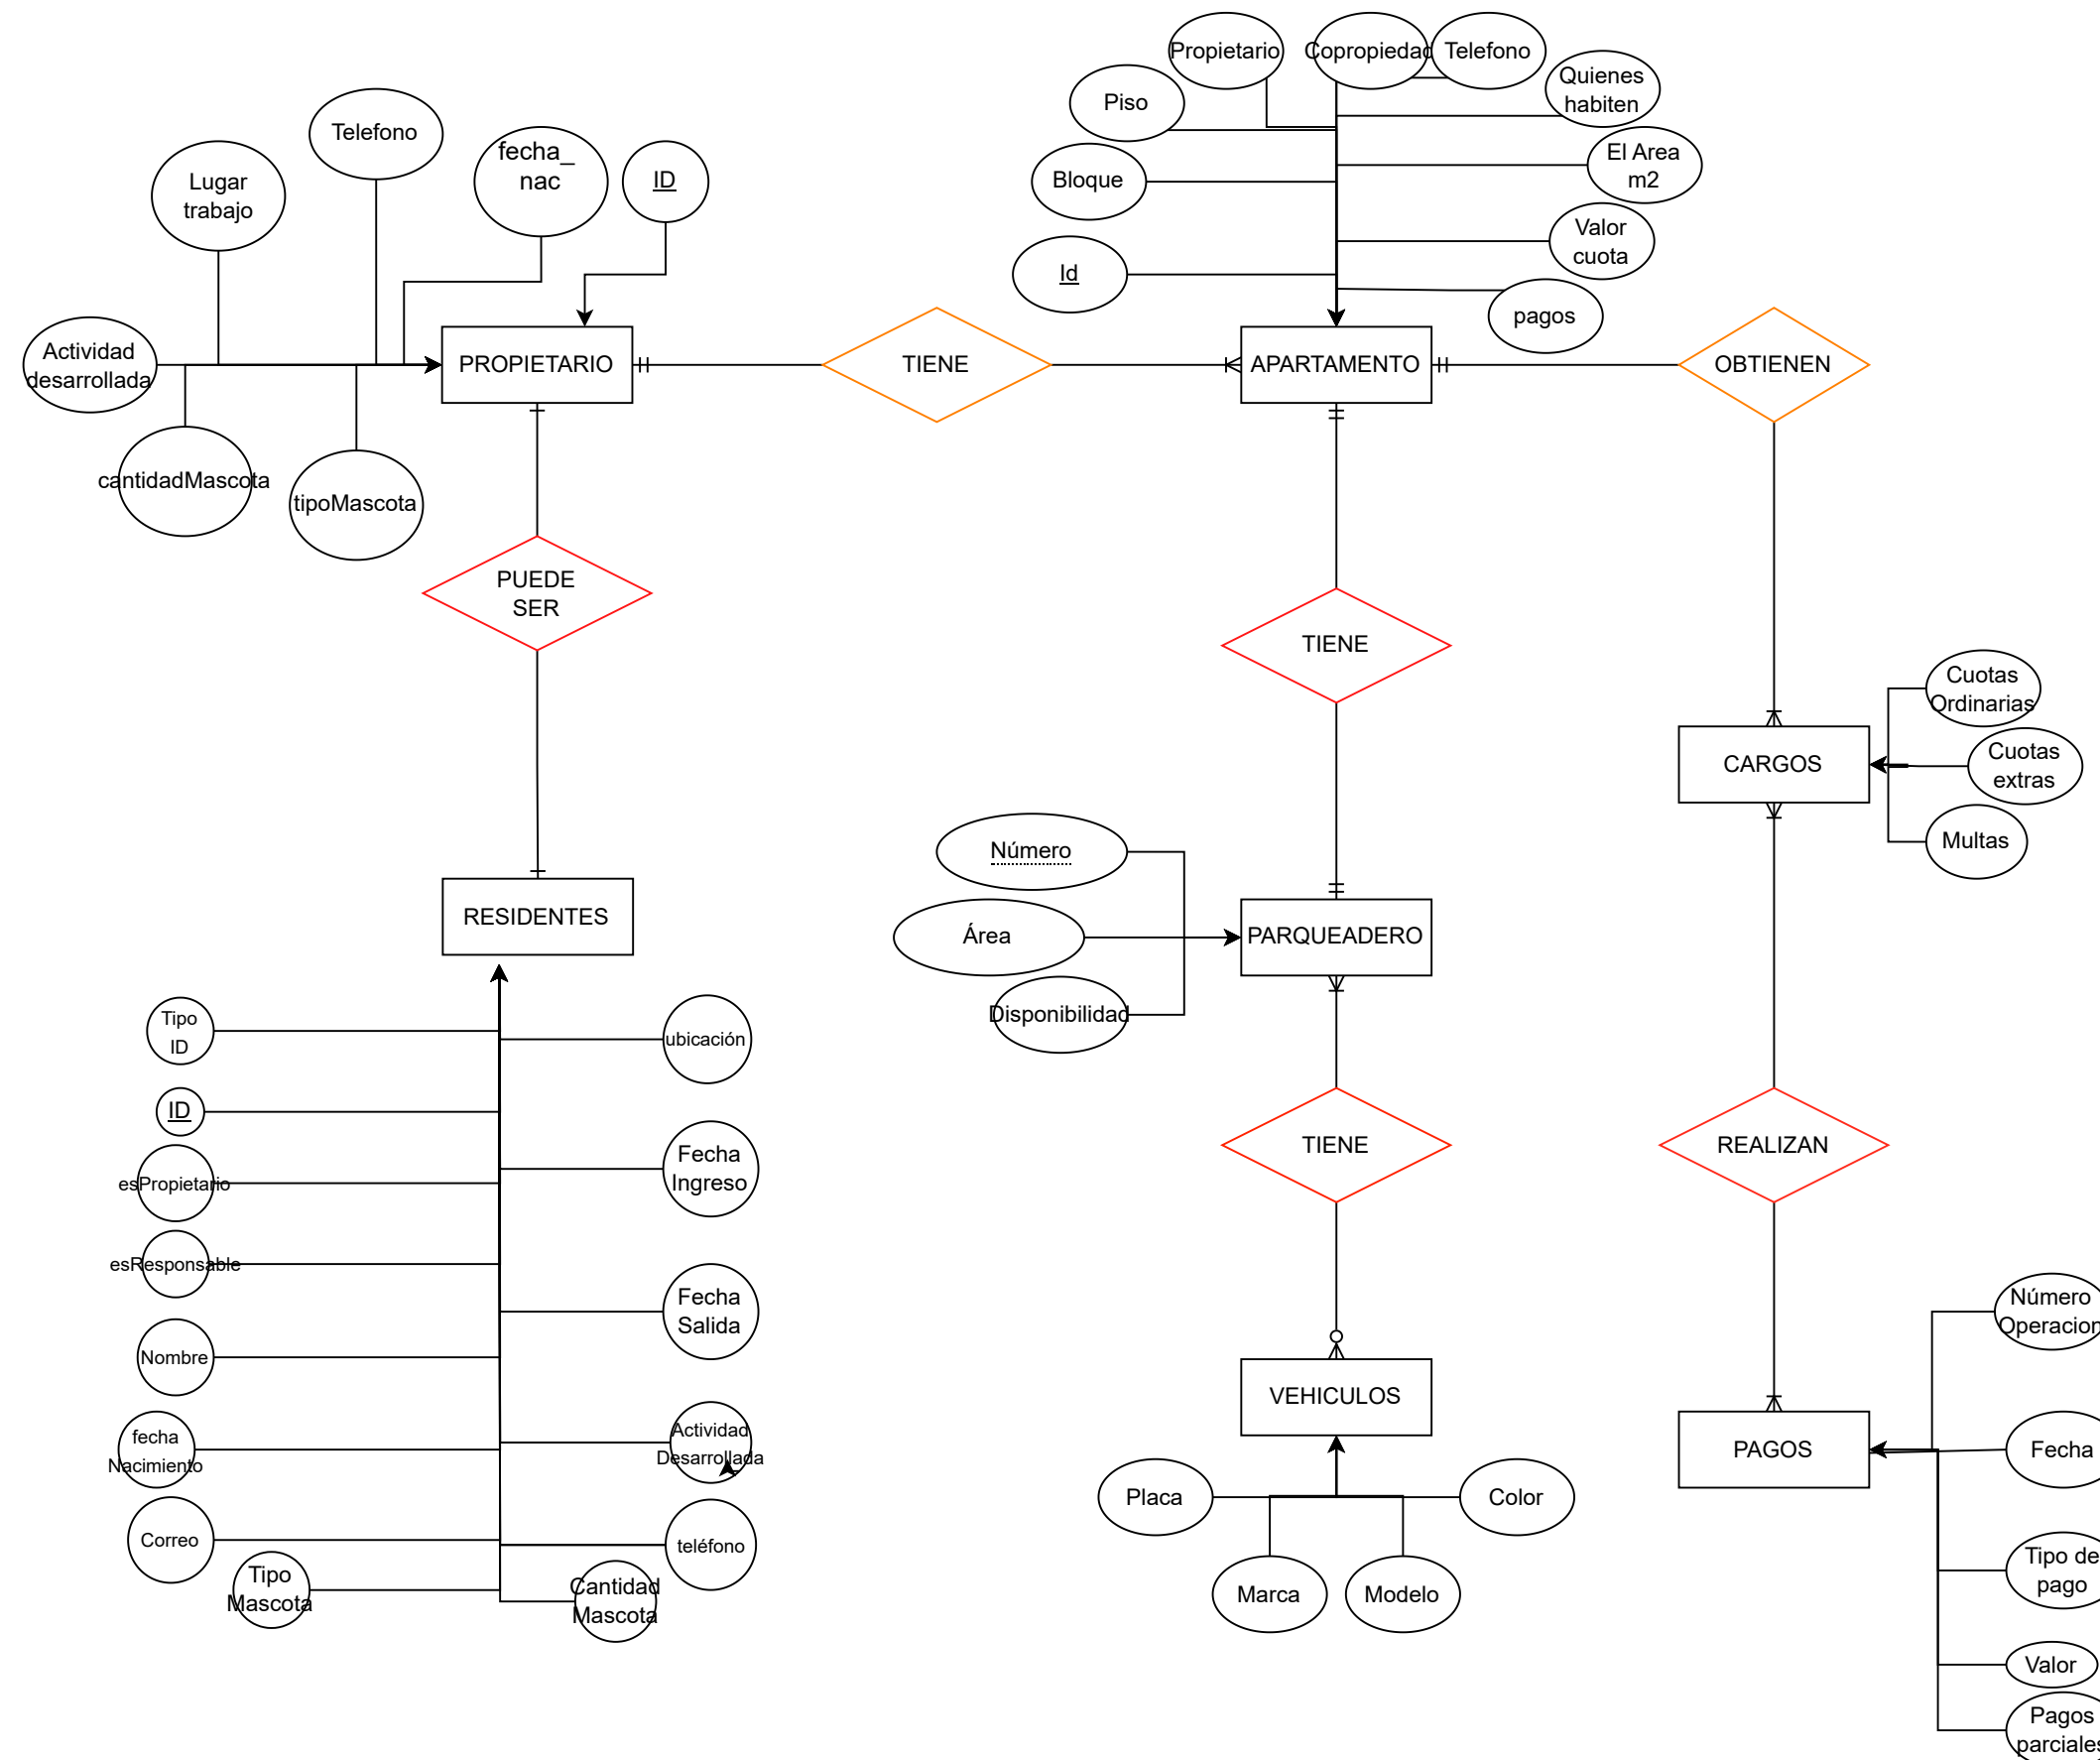 Propietario
Copropiedad
Telefono
Quienes
habiten
Piso
El Area
m2
Bloque
Valor
cuota
Id
pagos
Telefono
fecha_
nac
ID
Lugar
trabajo
Actividad
desarrollada
PROPIETARIO
TIENE
APARTAMENTO
OBTIENEN
cantidadMascota
tipoMascota
PUEDE
SER
TIENE
Cuotas
Ordinarias
CARGOS
Cuotas
extras
Multas
Número
RESIDENTES
Área
PARQUEADERO
Disponibilidad
Tipo
ID
ubicación
ID
Fecha
Ingreso
TIENE
REALIZAN
esPropietario
esResponsable
Fecha
Salida
Número
Operacion
Nombre
VEHICULOS
fecha
Nacimiento
Actividad
Desarrollada
PAGOS
Fecha
Placa
Color
Correo
teléfono
Tipo de
pago
Tipo
Mascota
Cantidad
Mascota
Marca
Modelo
Valor
Pagos
parciales